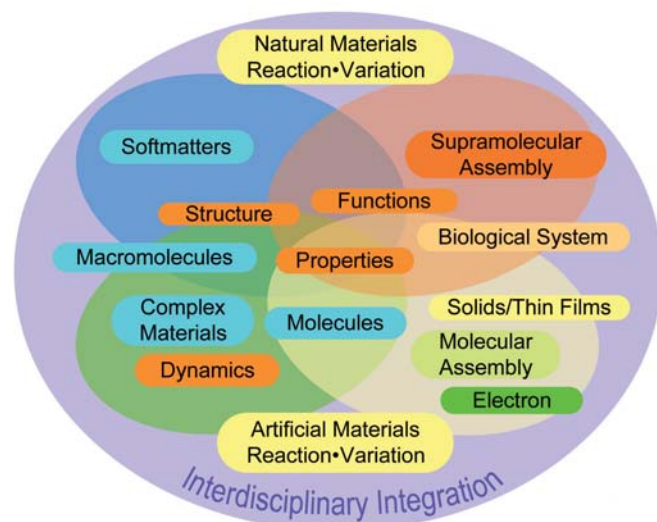 Natural Materials
Reaction•Variation
Softmatters
Supramolecular
Assembly
Functions
Structure
Biological System
Macromolecules
Properties
Complex
Materials
Molecules
Solids/Thin Films
Molecular
Assembly
Dynamics
Electron
Artificial Materials
Reaction•Variation
Interdisciplinary Integration